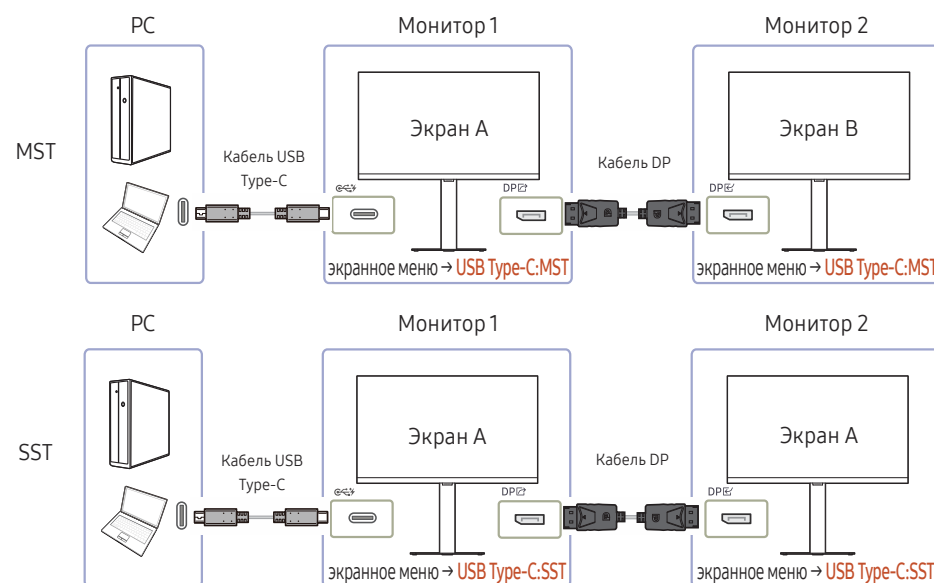 PC
Монитор 1
Монитор 2
MST
Экран A
Экран B
Кабель USB
Type-C
Кабель DP
DP
DP
экранное меню → USB Type-C:MST
экранное меню → USB Type-C:MST
PC
Монитор 1
Монитор 2
SST
Экран A
Экран A
Кабель USB
Type-C
Кабель DP
DP
DP
экранное меню → USB Type-C:SST
экранное меню → USB Type-C:SST